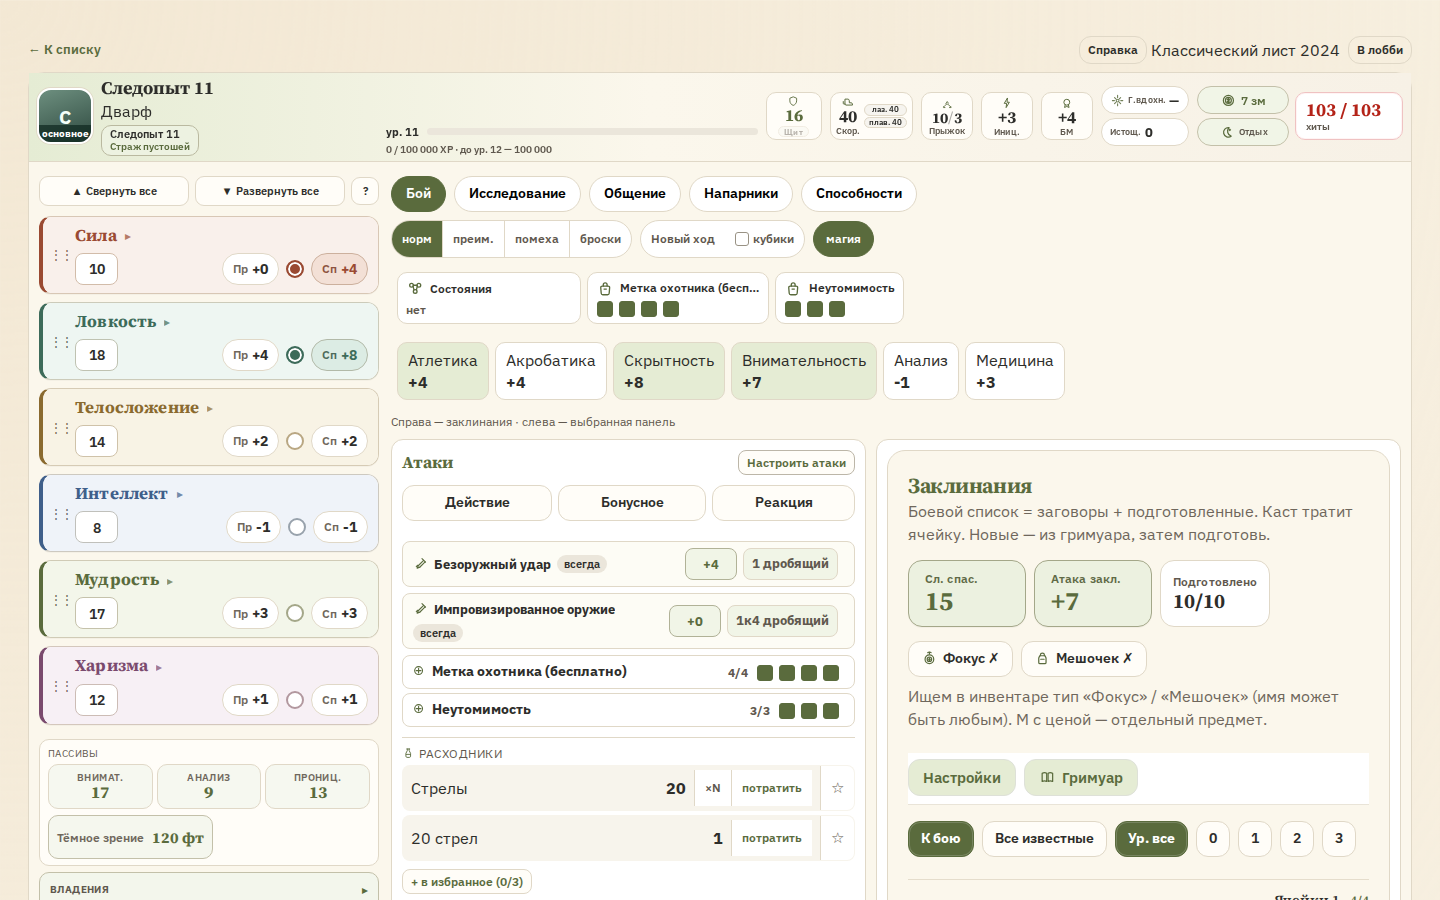 ← К списку
Справка Классический лист 2024 В лобби
С
основное
Следопыт 11
Дварф
Следопыт 11
Страж пустошей
ур. 11
0 / 100 000 XP · до ур. 12 — 100 000
16
Щит
40
Скор.
лаз. 40
плав. 40
10/3
Прыжок
+3
Иниц.
+4
БМ
Г.вдохн. —
Истощ. 0
7 зм
Отдых
103 / 103
хиты
▲ Свернуть все
▼ Развернуть все
?
Сила ▸
10
Пр +0
Сп +4
Ловкость ▸
18
Пр +4
Сп +8
Телосложение ▸
14
Пр +2
Сп +2
Интеллект ▸
8
Пр -1
Сп -1
Мудрость ▸
17
Пр +3
Сп +3
Харизма ▸
12
Пр +1
Сп +1
ПАССИВЫ
ВНИМАТ.
17
АНАЛИЗ
9
ПРОНИЦ.
13
Тёмное зрение 120 фт
ВЛАДЕНИЯ ▸
Бой
Исследование
Общение
Напарники
Способности
норм
преим.
помеха
броски
Новый ход
кубики
магия
Состояния
нет
Метка охотника (бесп...
Неутомимость
Атлетика
+4
Акробатика
+4
Скрытность
+8
Внимательность
+7
Анализ
-1
Медицина
+3
Справа — заклинания · слева — выбранная панель
Атаки
Настроить атаки
Действие
Бонусное
Реакция
Безоружный удар всегда
+4
1 дробящий
Импровизированное оружие
всегда
+0
1к4 дробящий
Метка охотника (бесплатно)
4/4
Неутомимость
3/3
РАСХОДНИКИ
Стрелы
20
×N
потратить
☆
20 стрел
1
потратить
☆
+ в избранное (0/3)
Заклинания
Боевой список = заговоры + подготовленные. Каст тратит
ячейку. Новые — из гримуара, затем подготовь.
Сл. спас.
15
Атака закл.
+7
Подготовлено
10/10
Фокус ✗
Мешочек ✗
Ищем в инвентаре тип «Фокус» / «Мешочек» (имя может
быть любым). М с ценой — отдельный предмет.
Настройки
Гримуар
К бою
Все известные
Ур. все
0
1
2
3
Ячейки 1 4/4